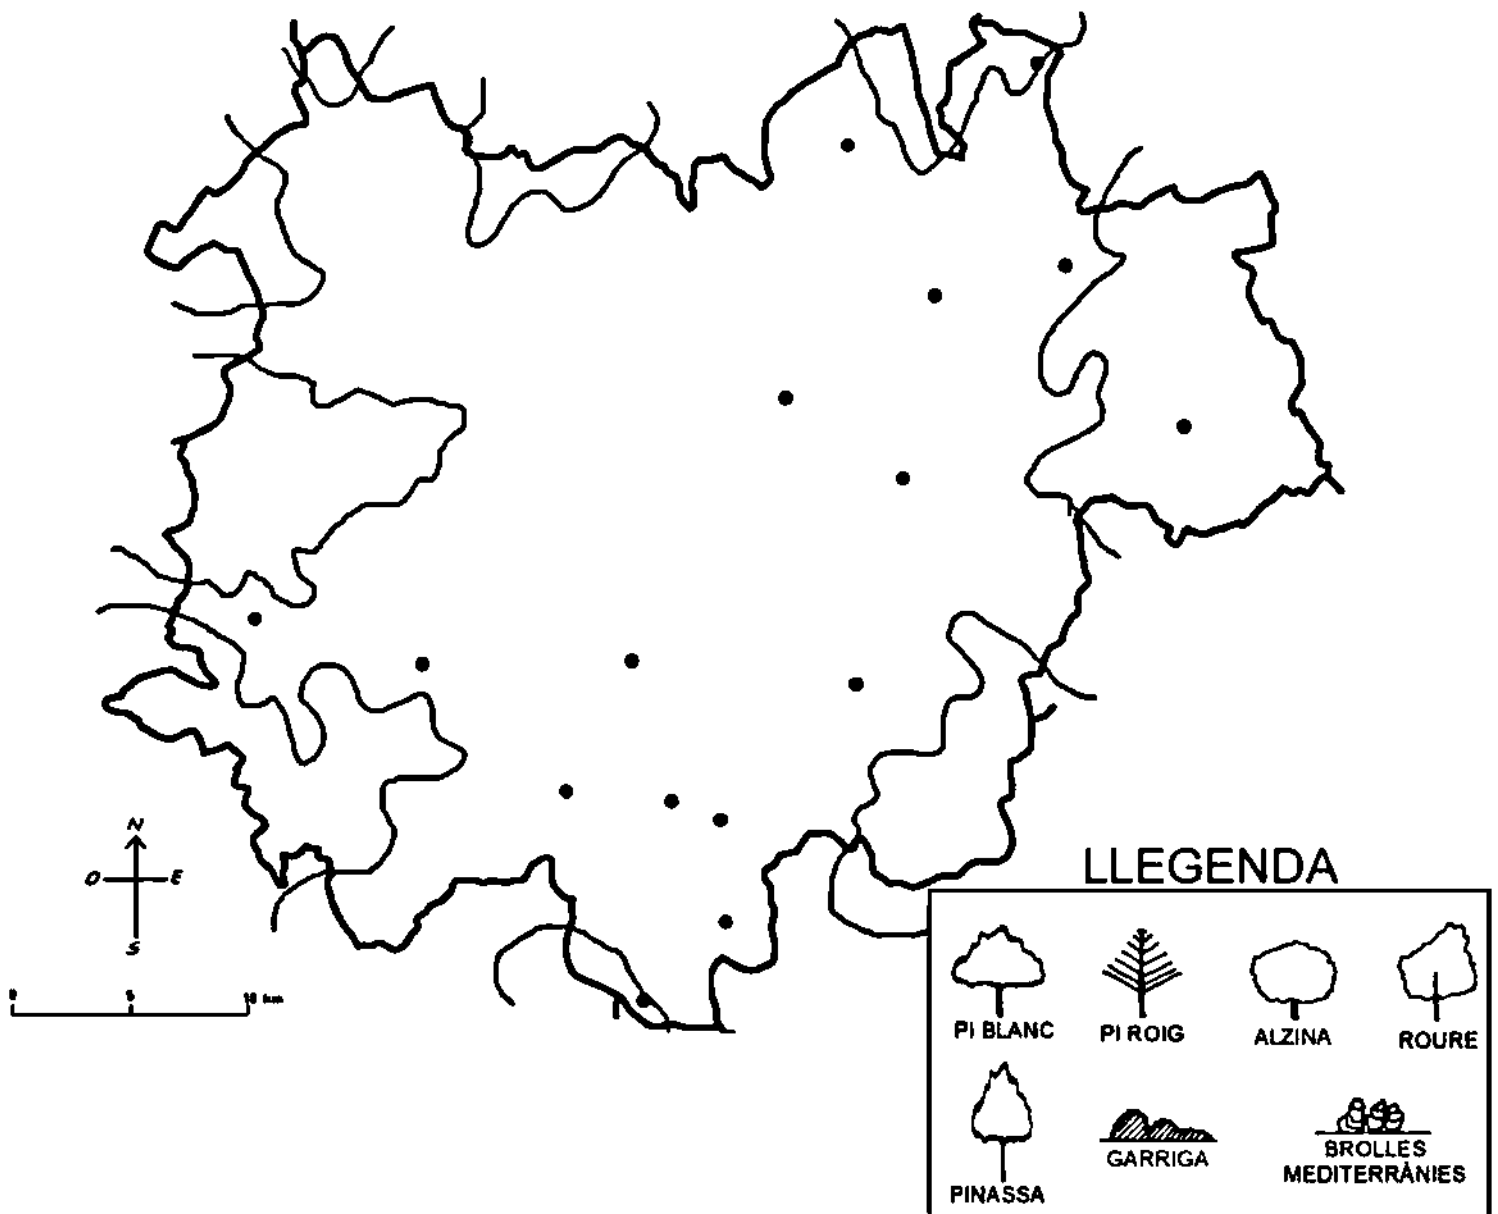 N
O E
S
0 5 10 km
LLEGENDA
PI BLANC PI ROIG ALZINA ROURE
PINASSA GARRIGA BROLLES
MEDITERRÀNIES